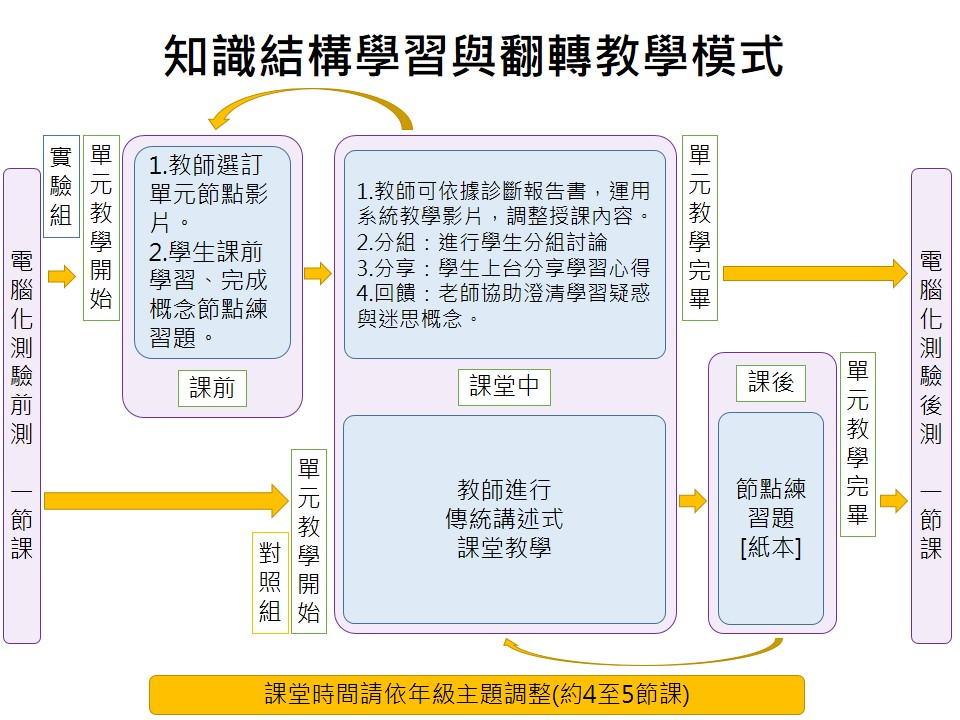 知識結構學習與翻轉教學模式
電腦化測驗前測 一節課
實驗組
單元教學開始
1.教師選訂
單元節點影
片。
2.學生課前
學習、完成
概念節點練
習題。
課前
1.教師可依據診斷報告書，運用
系統教學影片，調整授課內容。
2.分組：進行學生分組討論
3.分享：學生上台分享學習心得
4.回饋：老師協助澄清學習疑惑
與迷思概念。
課堂中
單元教學完畢
對照組
單元教學開始
教師進行
傳統講述式
課堂教學
課後
節點練
習題
[紙本]
單元教學完畢
電腦化測驗後測 一節課
課堂時間請依年級主題調整(約4至5節課)